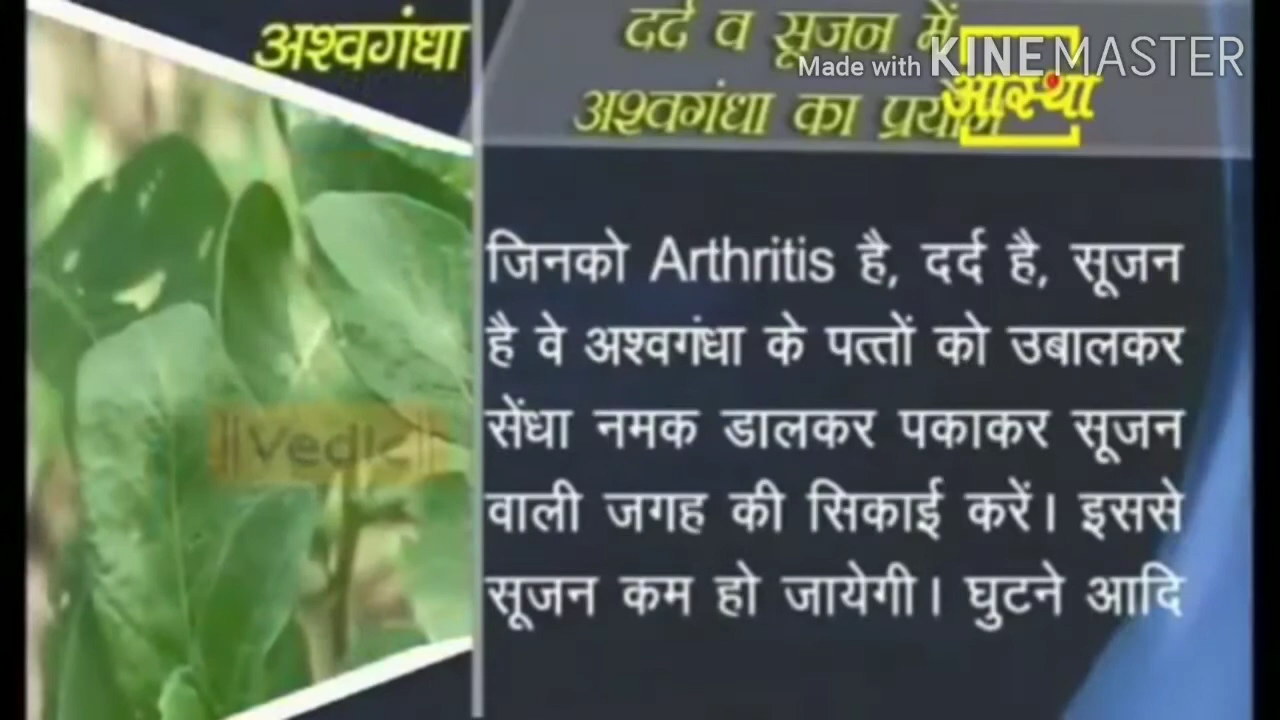 अश्वगंधा
दर्द व सूजन में
Made with KINEMASTER
अश्वगंधा का प्रयोग
आस्था
जिनको Arthritis है, दर्द है, सूजन
है वे अश्वगंधा के पत्तों को उबालकर
सेंधा नमक डालकर पकाकर सूजन
वाली जगह की सिकाई करें। इससे
सूजन कम हो जायेगी। घुटने आदि
||Vedic||